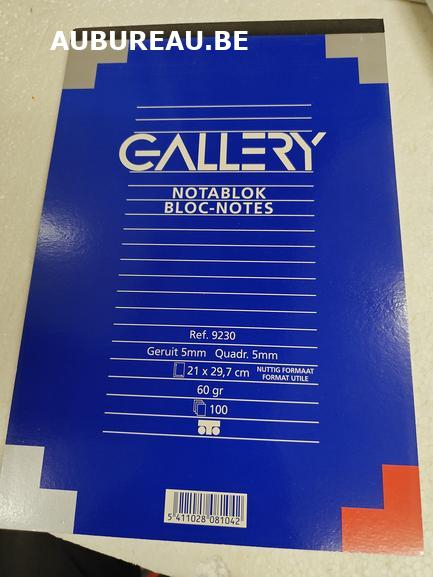 AUBUREAU.BE
GALLERY
NOTABLOK
BLOC-NOTES
Ref. 9230
Geruit 5mm Quadr. 5mm
21 x 29,7 cm NUTTIG FORMAAT
FORMAT UTILE
60 gr
100
5 411028 081042